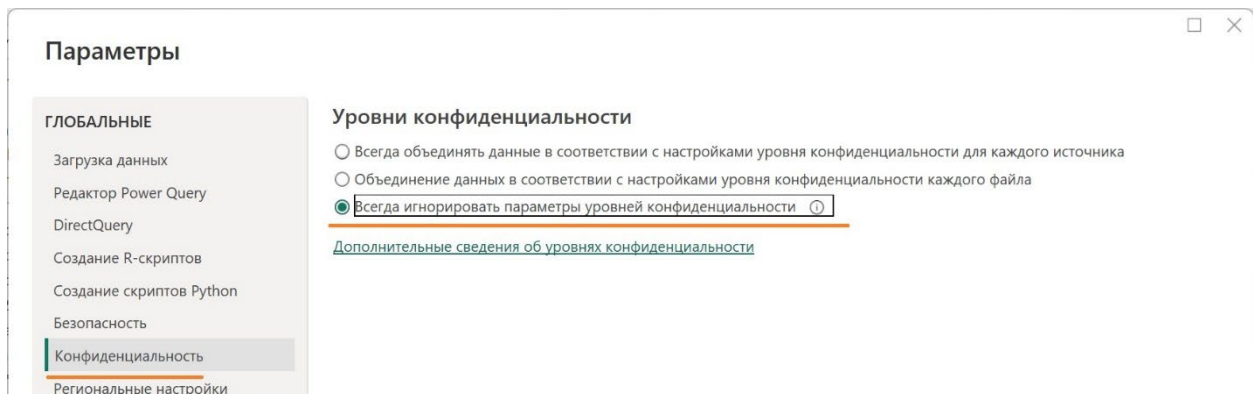 Параметры
ГЛОБАЛЬНЫЕ
Загрузка данных
Редактор Power Query
DirectQuery
Создание R-скриптов
Создание скриптов Python
Безопасность
Конфиденциальность
Региональные настройки
Уровни конфиденциальности
Всегда объединять данные в соответствии с настройками уровня конфиденциальности для каждого источника
Объединение данных в соответствии с настройками уровня конфиденциальности каждого файла
Всегда игнорировать параметры уровней конфиденциальности
Дополнительные сведения об уровнях конфиденциальности